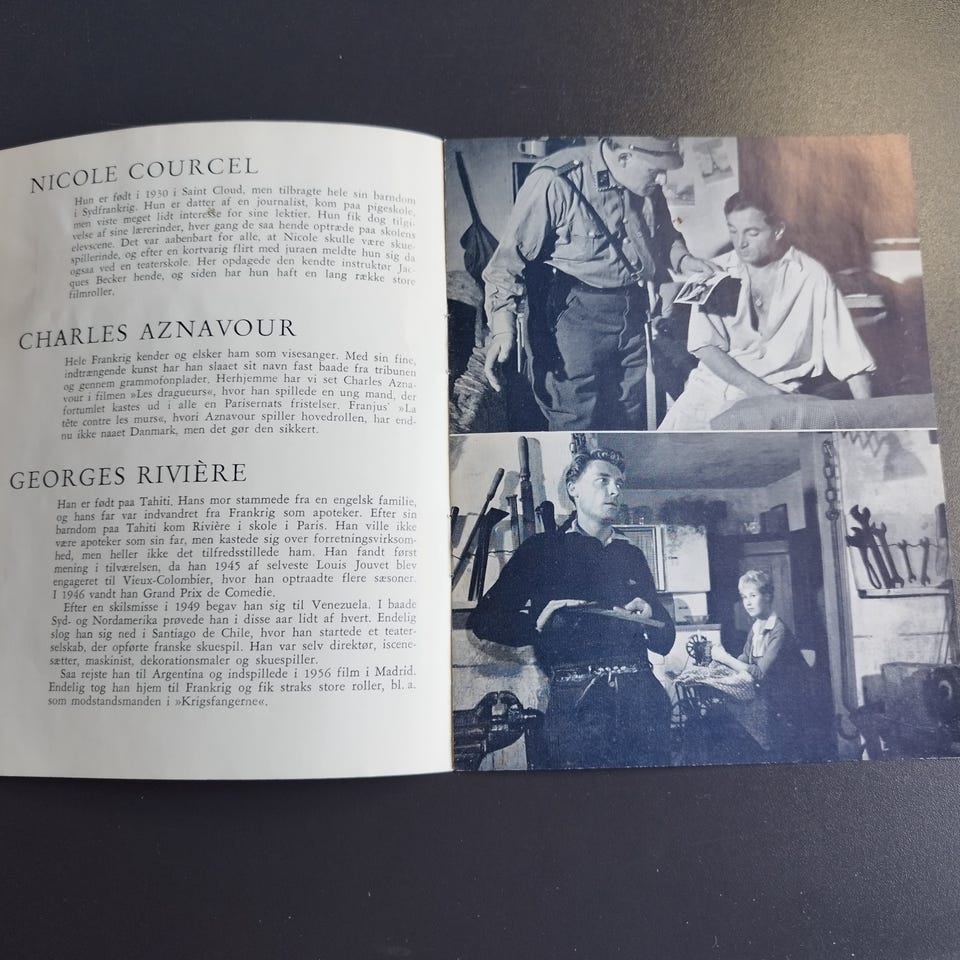 NICOLE COURCEL
Hun er født i 1930 i Saint Cloud, men tilbragte hele sin barndom
i Sydfrankrig. Hun er datter af en journalist, kom paa pigeskole,
men viste meget lidt interesse for sine lektier. Hun fik dog tilgi-
velse af sine lærerinder, hver gang de saa hende optræde paa skolens
elevscene. Det var aabenbart for alle, at Nicole skulle være skue-
spillerinde, og efter en kortvarig flirt med juraen meldte hun sig da
ogsaa ved en teaterskole. Her opdagede den kendte instruktør Jac-
ques Becker hende, og siden har hun haft en lang række store
filmroller.
CHARLES AZNAVOUR
Hele Frankrig kender og elsker ham som visesanger. Med sin fine,
indtrængende kunst har han slaaet sit navn fast baade fra tribunen
og gennem grammofonplader. Herhjemme har vi set Charles Azna-
vour i filmen »Les dragueurs«, hvor han spillede en ung mand, der
fortumlet kastes ud i alle en Parisernats fristelser. Franjus' »La
tête contre les murs«, hvori Aznavour spiller hovedrollen, har end-
nu ikke naaet Danmark, men det gør den sikkert.
GEORGES RIVIÈRE
Han er født paa Tahiti. Hans mor stammede fra en engelsk familie,
og hans far var indvandret fra Frankrig som apoteker. Efter sin
barndom paa Tahiti kom Rivière i skole i Paris. Han ville ikke
være apoteker som sin far, men kastede sig over forretningsvirksom-
hed, men heller ikke det tilfredsstillede ham. Han fandt først
mening i tilværelsen, da han 1945 af selveste Louis Jouvet blev
engageret til Vieux-Colombier, hvor han optraadte flere sæsoner.
I 1946 vandt han Grand Prix de Comedie.
Efter en skilsmisse i 1949 begav han sig til Venezuela. I baade
Syd- og Nordamerika prøvede han i disse aar lidt af hvert. Endelig
slog han sig ned i Santiago de Chile, hvor han startede et teater-
selskab, der opførte franske skuespil. Han var selv direktør, iscene-
sætter, maskinist, dekorationsmaler og skuespiller.
Saa rejste han til Argentina og indspillede i 1956 film i Madrid.
Endelig tog han hjem til Frankrig og fik straks store roller, bl. a.
som modstandsmanden i »Krigsfangerne«.